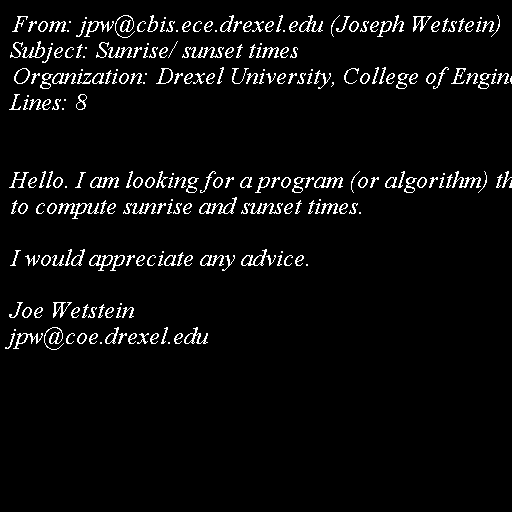 From: jpw@cbis.ece.drexel.edu (Joseph Wetstein)
Subject: Sunrise/ sunset times
Organization: Drexel University, College of
Lines: 8
Hello. I am looking for a program (or algorithm)
to compute sunrise and sunset times.
I would appreciate any advice.
Joe Wetstein
jpw@coe.drexel.edu